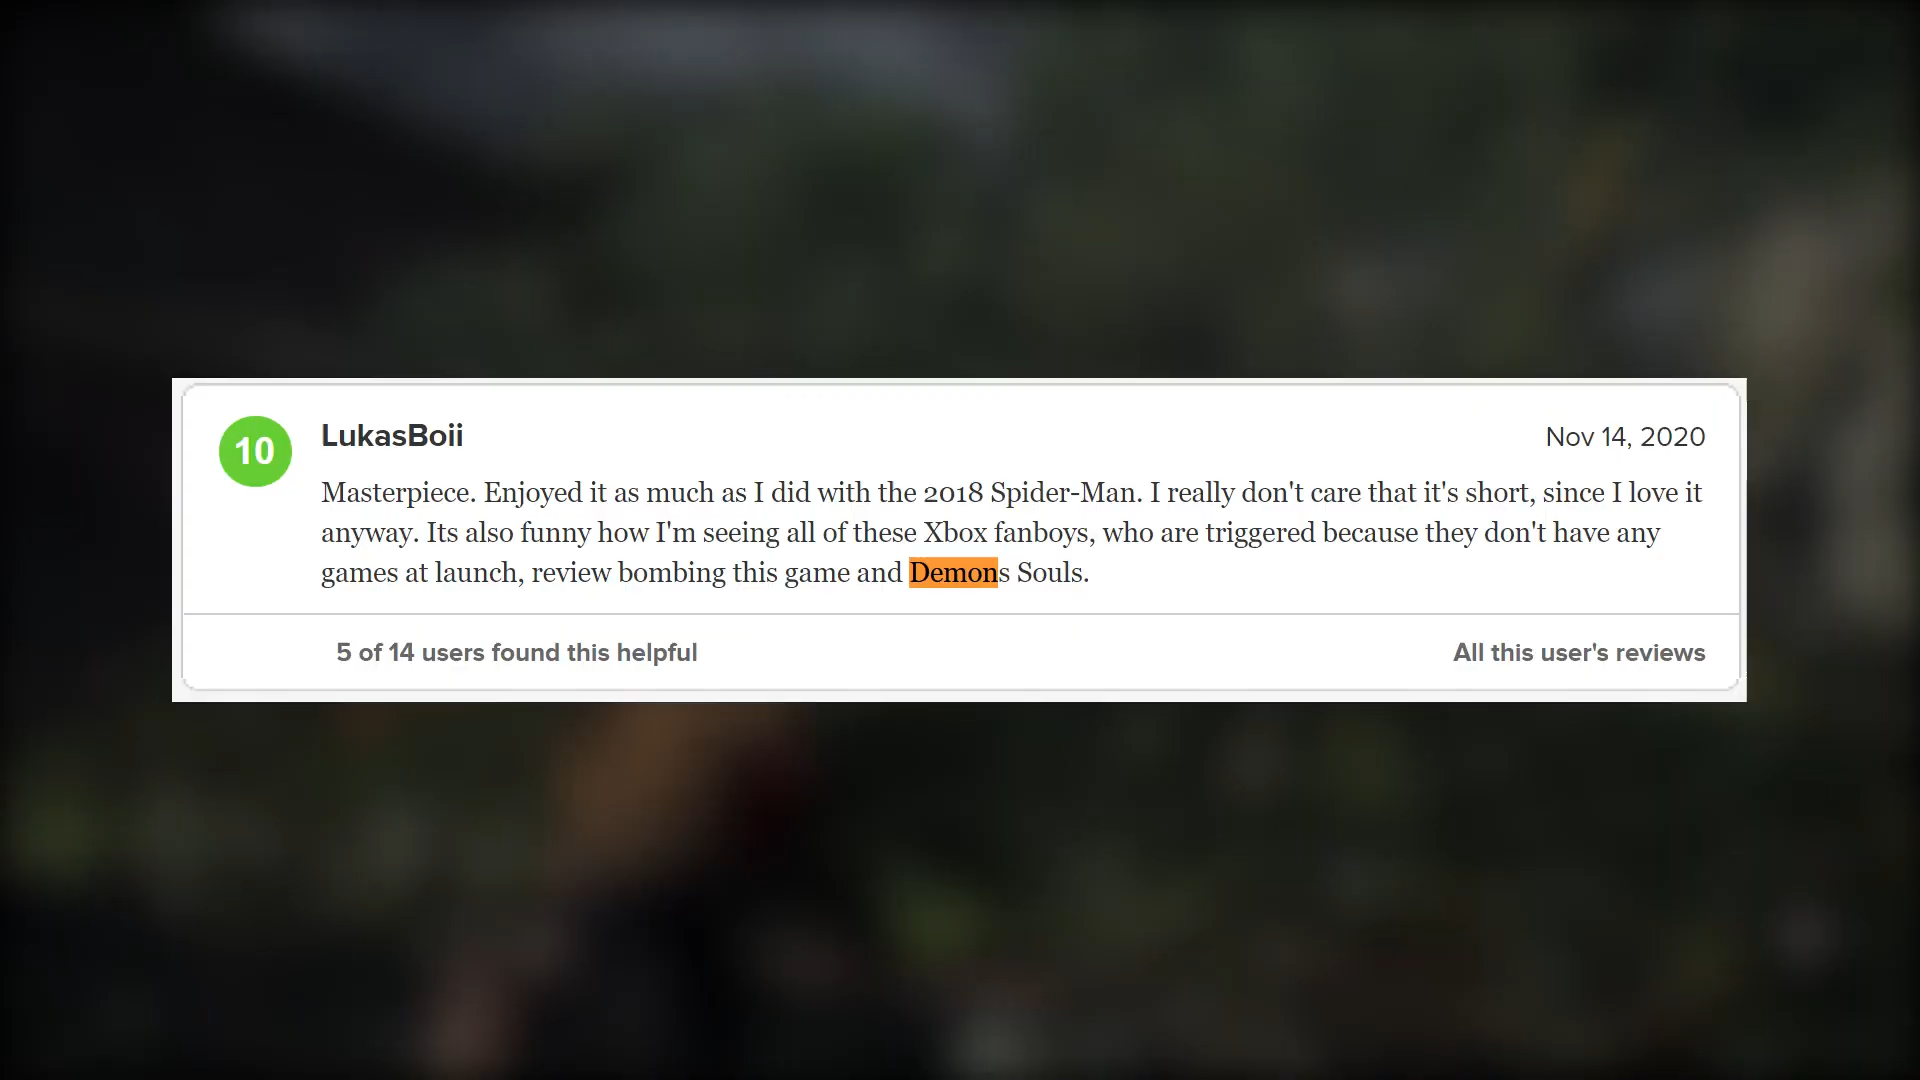 10
LukasBoii
Nov 14, 2020
Masterpiece. Enjoyed it as much as I did with the 2018 Spider-Man. I really don't care that it's short, since I love it
anyway. Its also funny how I'm seeing all of these Xbox fanboys, who are triggered because they don't have any
games at launch, review bombing this game and Demons Souls.
5 of 14 users found this helpful
All this user's reviews